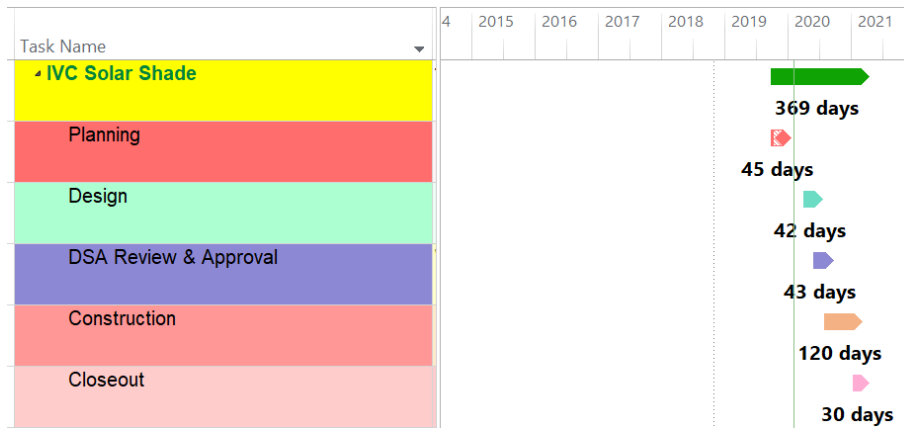 4 2015 2016 2017 2018 2019 2020 2021
Task Name
IVC Solar Shade
369 days
Planning
45 days
Design
42 days
DSA Review & Approval
43 days
Construction
120 days
Closeout
30 days